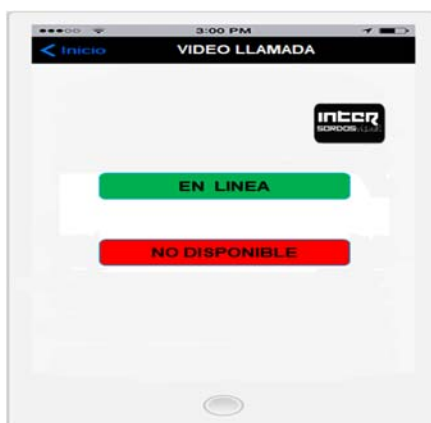 3:00 PM
< Inicio VIDEO LLAMADA
INTER
SORDOS
EN LINEA
NO DISPONIBLE